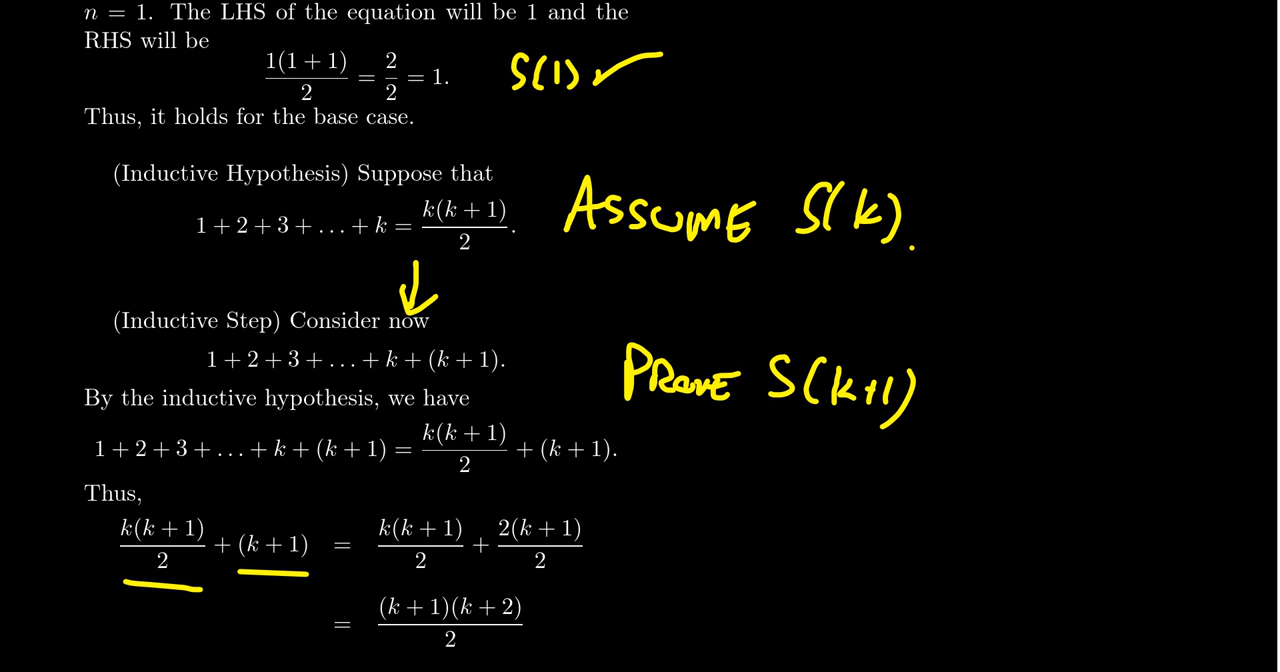 n = 1. The LHS of the equation will be 1 and the
RHS will be
1(1 + 1)/2 = 2/2 = 1.
S(1) ✓
Thus, it holds for the base case.
(Inductive Hypothesis) Suppose that
1 + 2 + 3 + . . . + k = k(k + 1)/2.
ASSUME S(k).
(Inductive Step) Consider now
1 + 2 + 3 + . . . + k + (k + 1).
PROVE S(k+1)
By the inductive hypothesis, we have
1 + 2 + 3 + . . . + k + (k + 1) = k(k + 1)/2 + (k + 1).
Thus,
k(k + 1)/2 + (k + 1) = k(k + 1)/2 + 2(k + 1)/2
= (k + 1)(k + 2)/2